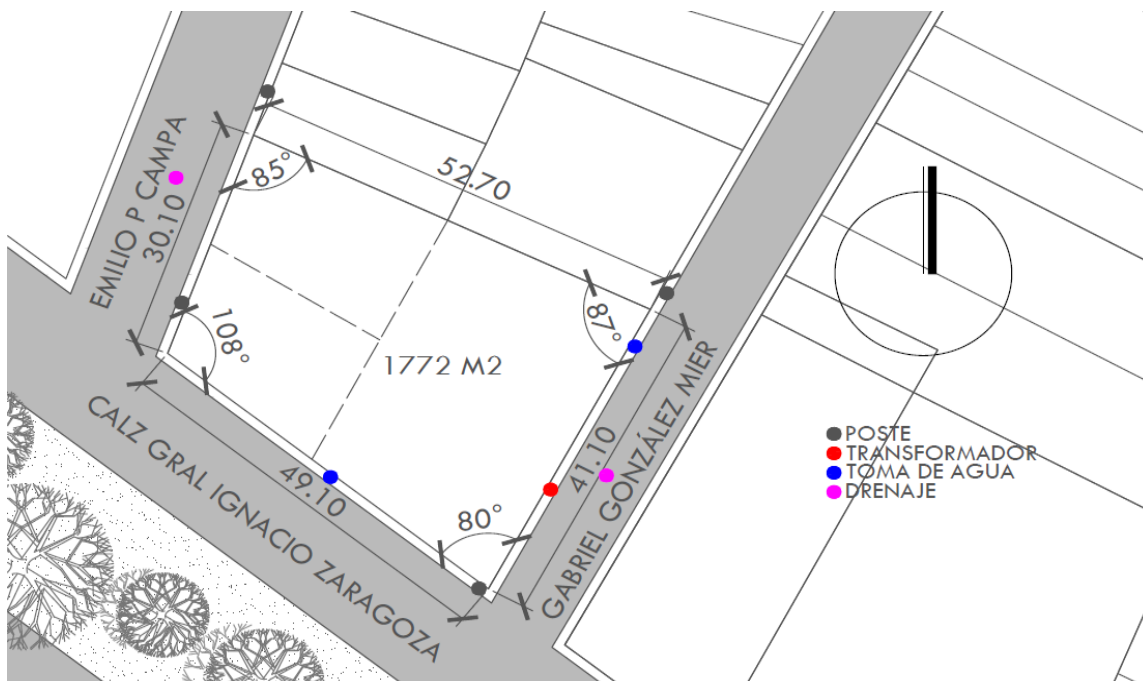 EMILIO P CAMPA
30.10
85°
52.70
108°
87°
1772 M2
CALZ GRAL IGNACIO ZARAGOZA
49.10
80°
41.10
GABRIEL GONZÁLEZ MIER
POSTE
TRANSFORMADOR
TOMA DE AGUA
DRENAJE